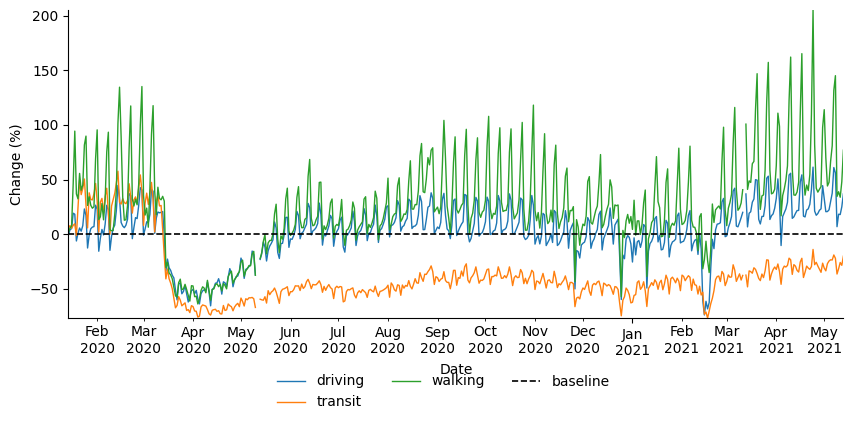 200
150
100
50
0
−50
Change (%)
Feb Mar Apr May Jun Jul Aug Sep Oct Nov Dec Jan Feb Mar Apr May
2020 2020 2020 2020 2020 2020 2020 2020 2020 2020 2020 2021 2021 2021 2021 2021
Date
driving walking baseline
transit